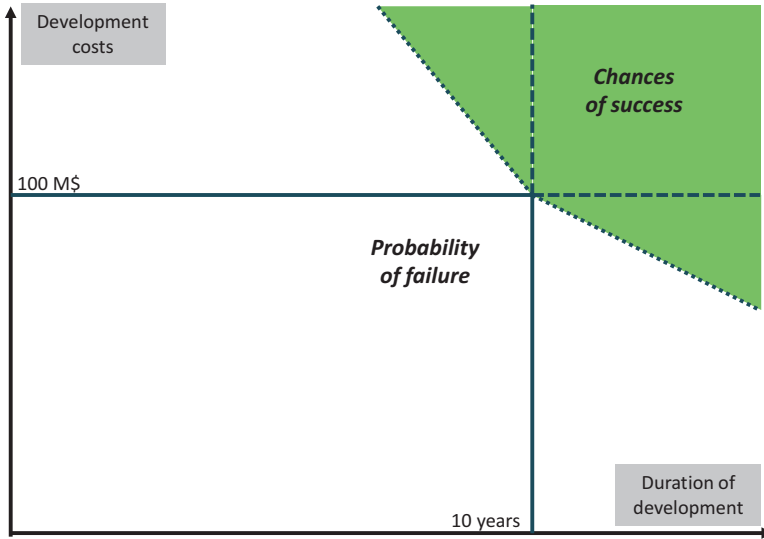 Development
costs
Chances
of success
100 M$
Probability
of failure
Duration of
development
10 years